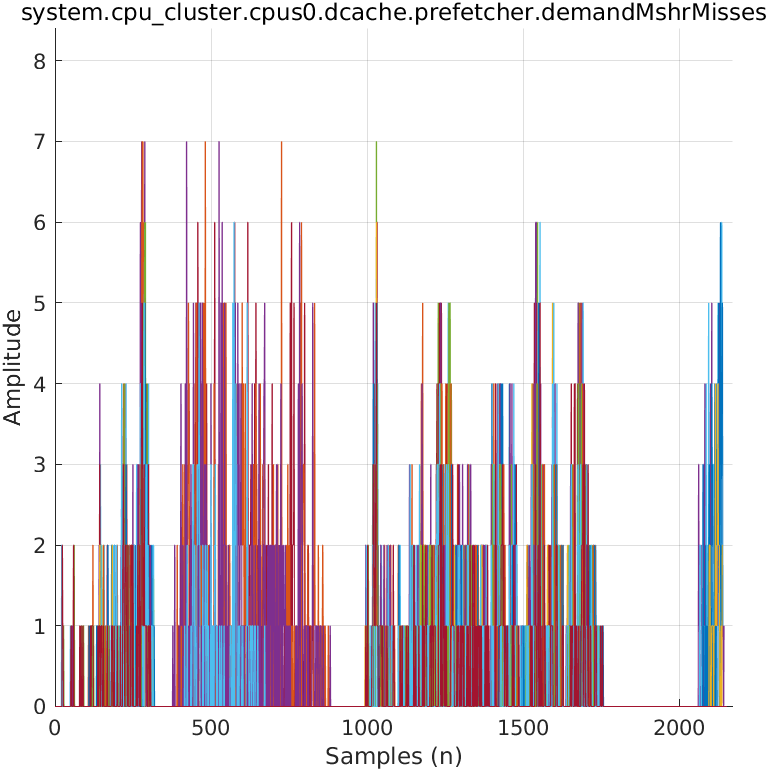 system.cpu_cluster.cpus0.dcache.prefetcher.demandMshrMisses
8
7
6
5
4
3
2
1
0
Amplitude
0 500 1000 1500 2000
Samples (n)